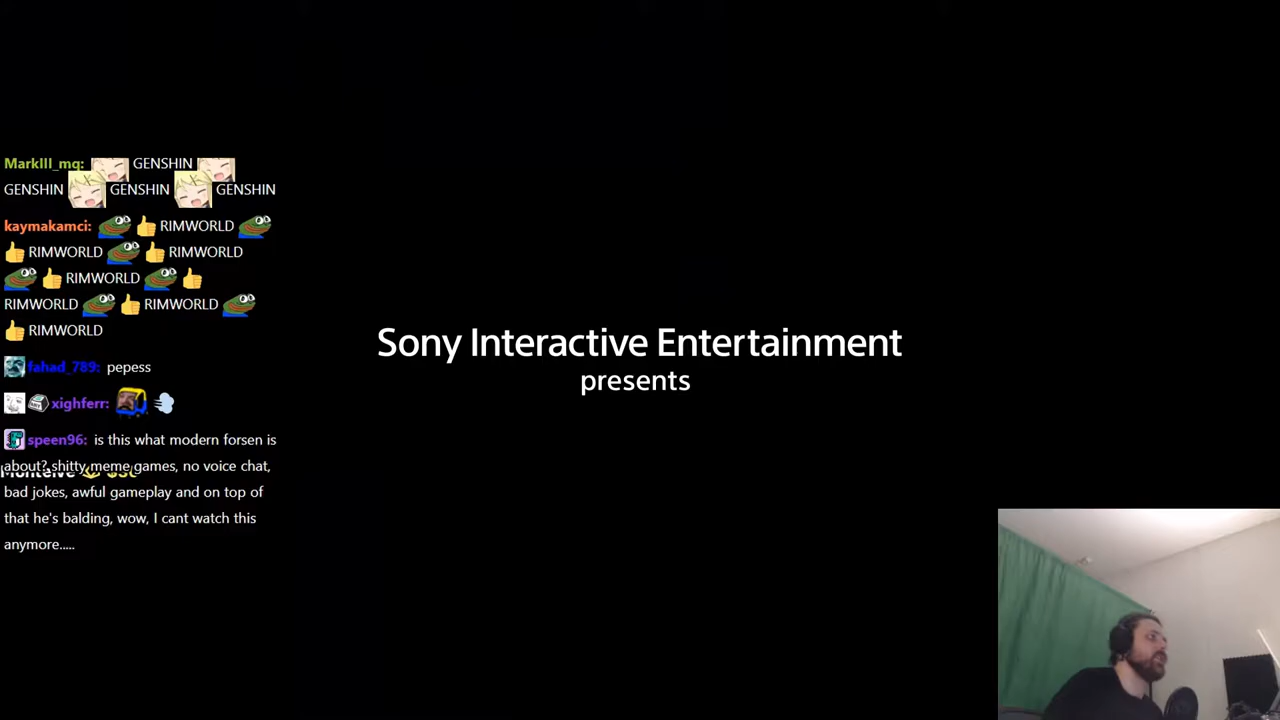 MarkIII_mq: GENSHIN
GENSHIN GENSHIN GENSHIN
kaymakamci: RIMWORLD
RIMWORLD RIMWORLD
RIMWORLD
RIMWORLD RIMWORLD
RIMWORLD
fahad_789: pepess
xighferr:
speen96: is this what modern forsen is
about? shitty meme games, no voice chat,
bad jokes, awful gameplay and on top of
that he's balding, wow, I cant watch this
anymore.....
Sony Interactive Entertainment
presents